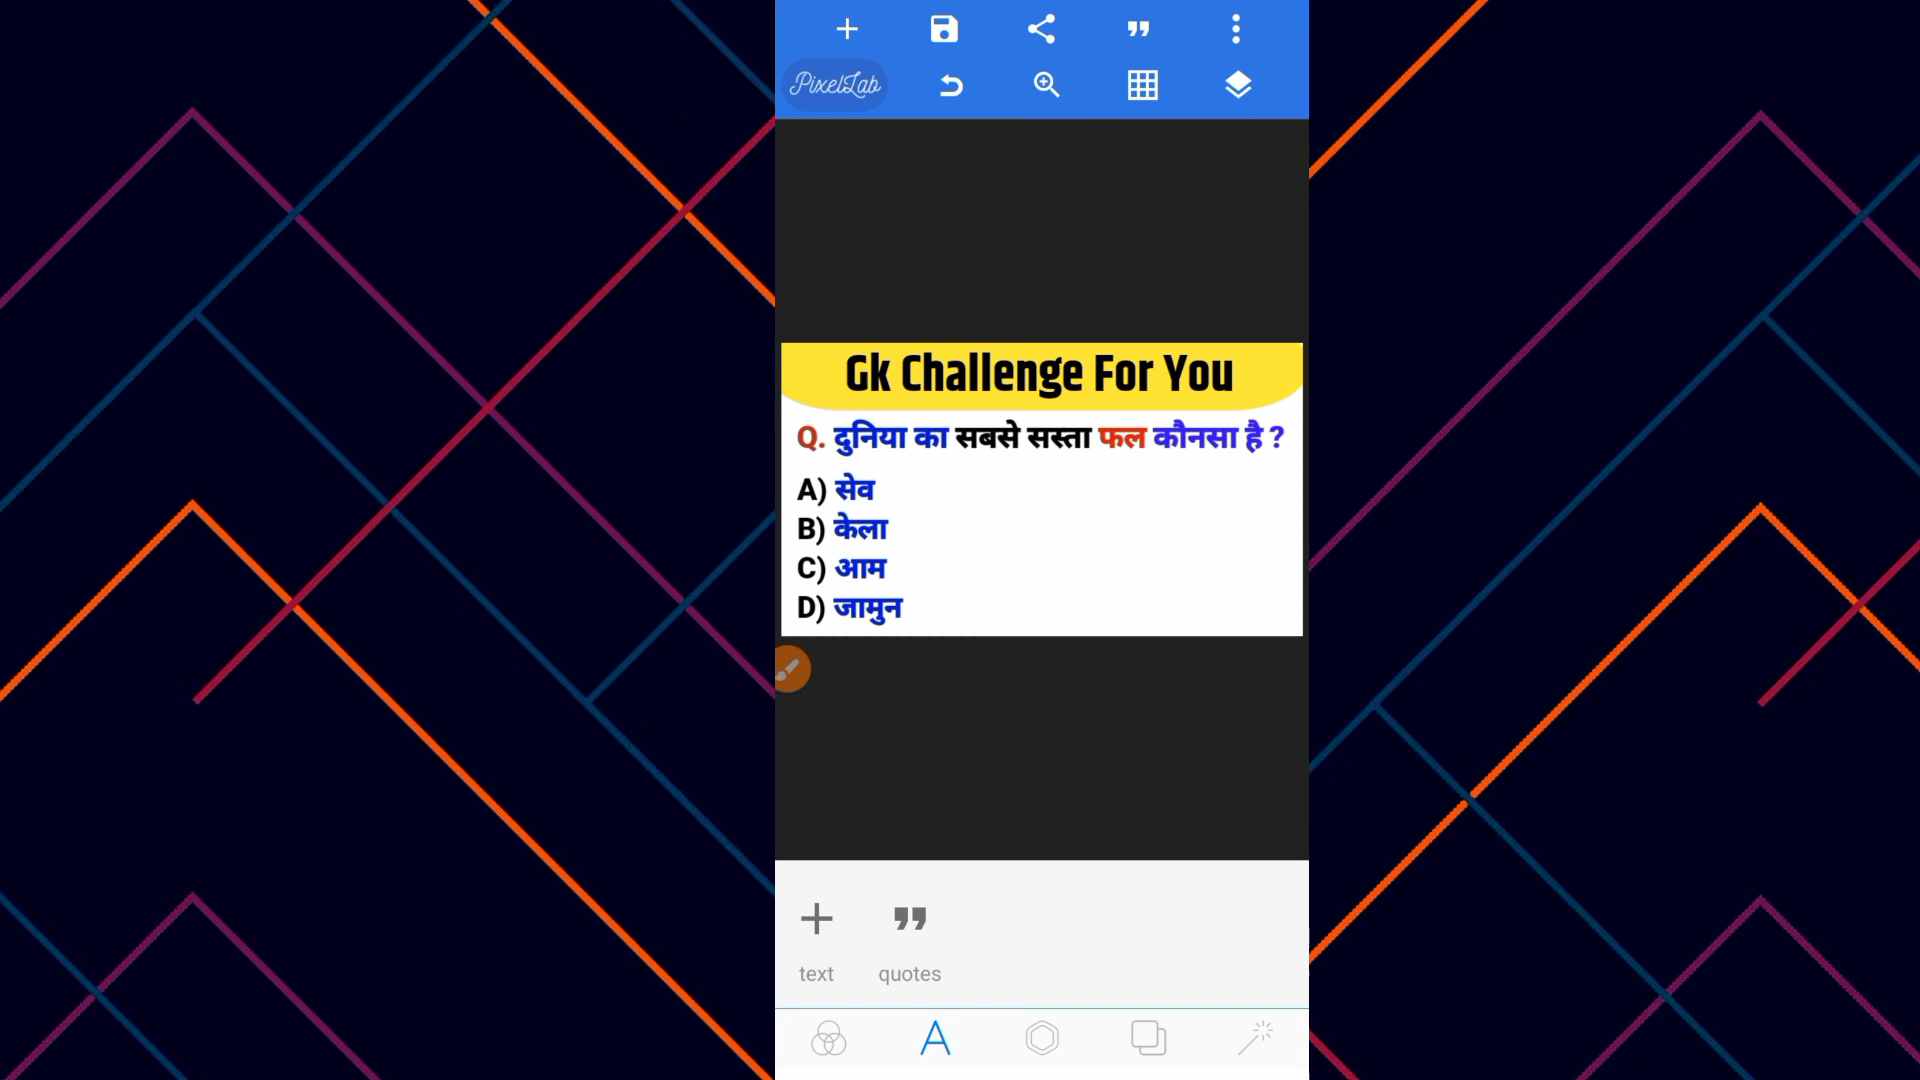 PixelLab
Gk Challenge For You
Q. दुनिया का सबसे सस्ता फल कौनसा है ?
A) सेव
B) केला
C) आम
D) जामुन
text quotes